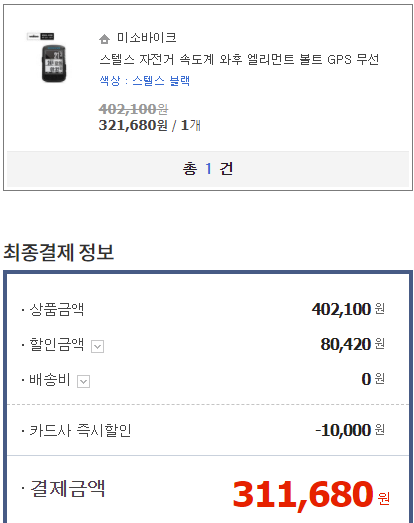 미소바이크
스텔스 자전거 속도계 와후 엘리먼트 볼트 GPS 무선
색상 : 스텔스 블랙
402,100원
321,680원 / 1개
총 1 건
최종결제 정보
· 상품금액 402,100 원
· 할인금액 80,420 원
· 배송비 0 원
· 카드사 즉시할인 -10,000 원
· 결제금액 311,680 원